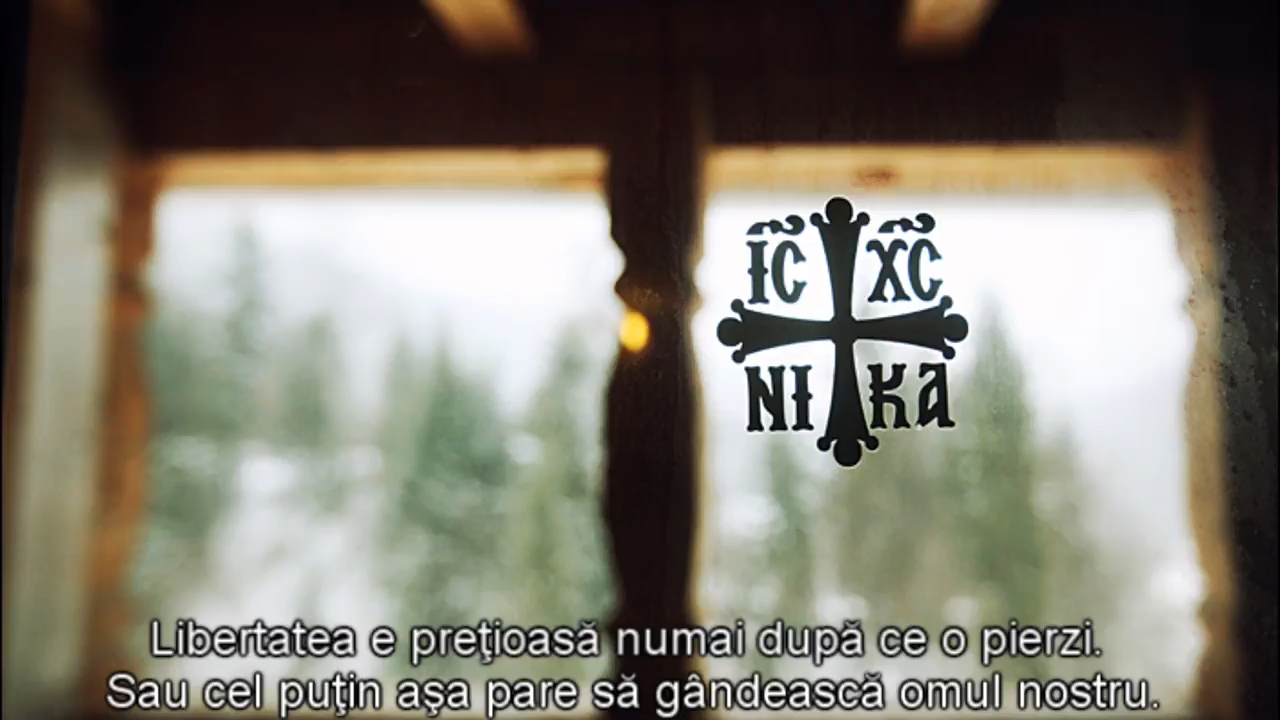 IC XC
NI KA
Libertatea e preţioasă numai după ce o pierzi.
Sau cel puţin aşa pare să gândească omul nostru.